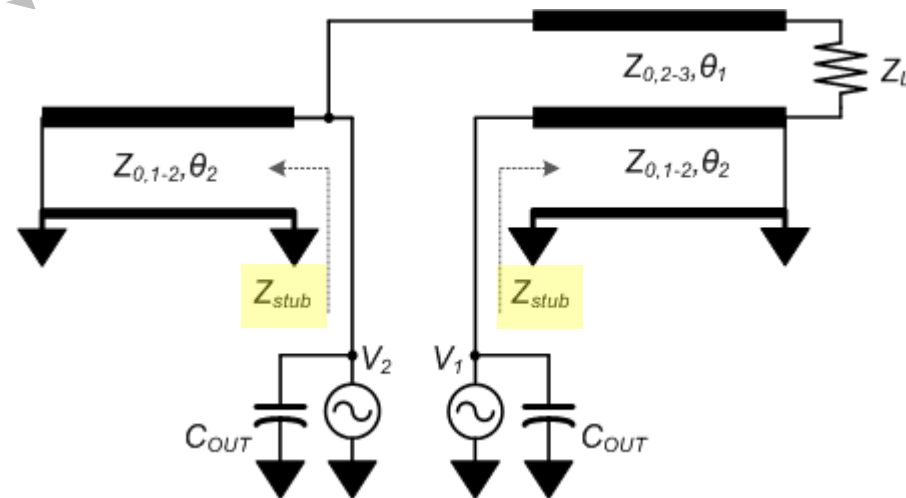 Z0,2-3,θ1
ZL
Z0,1-2,θ2
Z0,1-2,θ2
Zstub
Zstub
V2
V1
COUT
COUT